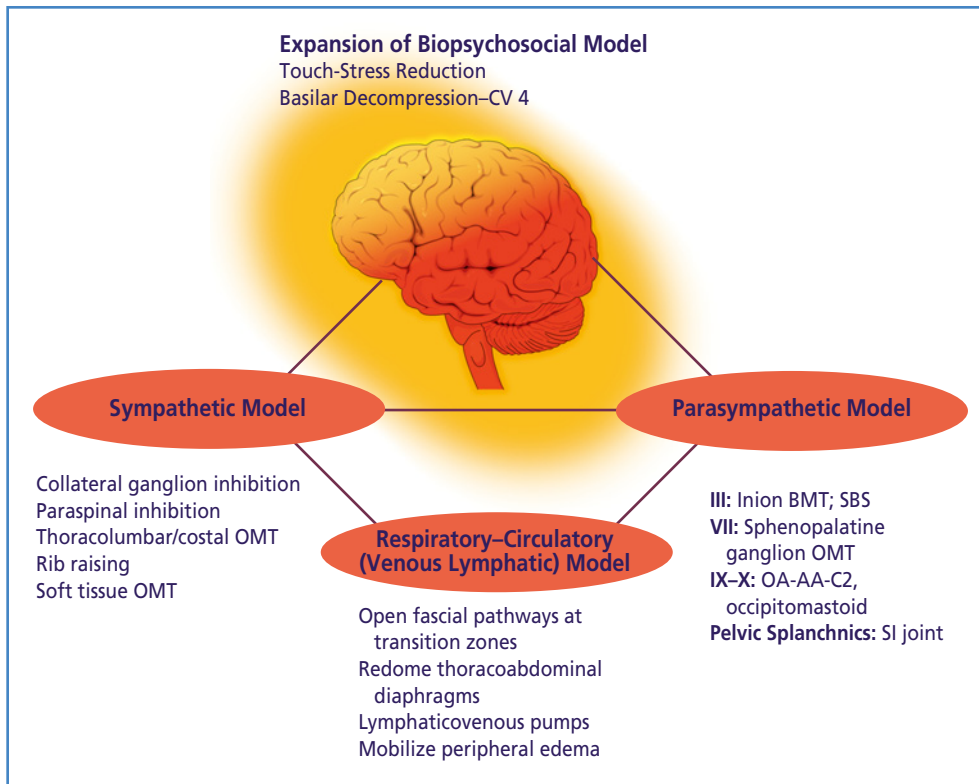 Expansion of Biopsychosocial Model
Touch-Stress Reduction
Basilar Decompression–CV 4
Sympathetic Model
Parasympathetic Model
Collateral ganglion inhibition
Paraspinal inhibition
Thoracolumbar/costal OMT
Rib raising
Soft tissue OMT
Respiratory–Circulatory
(Venous Lymphatic) Model
Open fascial pathways at
transition zones
Redome thoracoabdominal
diaphragms
Lymphaticovenous pumps
Mobilize peripheral edema
III: Inion BMT; SBS
VII: Sphenopalatine
ganglion OMT
IX–X: OA-AA-C2,
occipitomastoid
Pelvic Splanchnics: SI joint